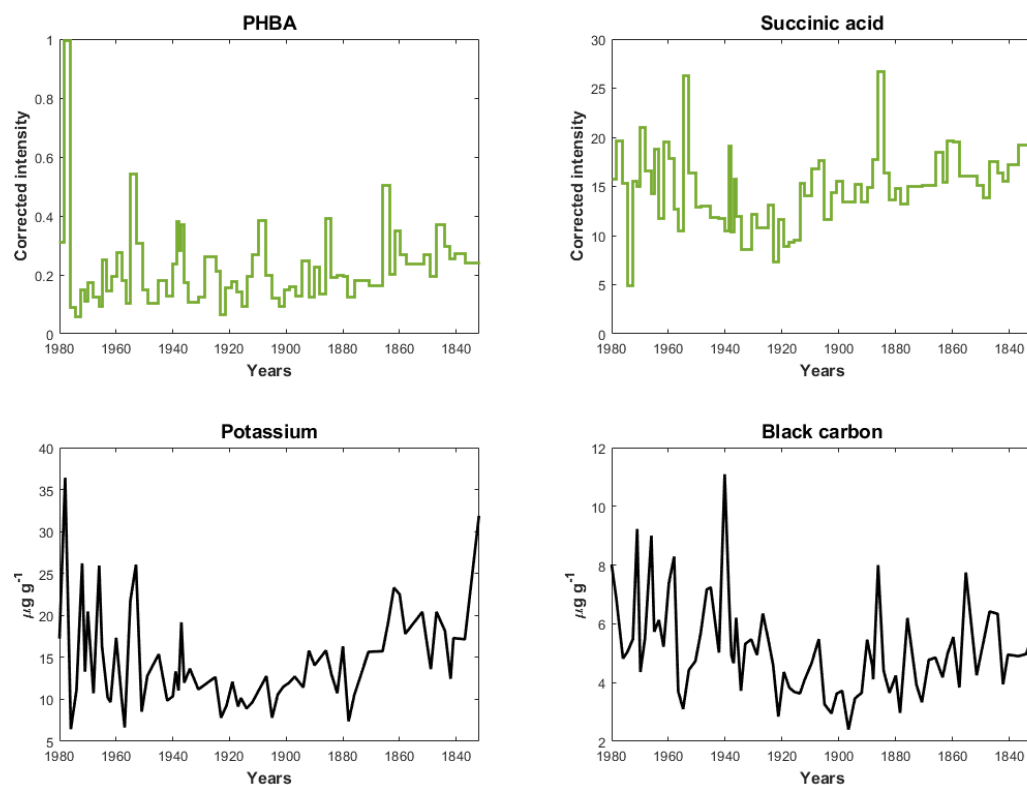 PHBA
Corrected intensity
1
0.8
0.6
0.4
0.2
0
1980 1960 1940 1920 1900 1880 1860 1840
Years
Succinic acid
Corrected intensity
30
25
20
15
10
5
0
1980 1960 1940 1920 1900 1880 1860 1840
Years
Potassium
μg g-1
40
35
30
25
20
15
10
5
1980 1960 1940 1920 1900 1880 1860 1840
Years
Black carbon
μg g-1
12
10
8
6
4
2
1980 1960 1940 1920 1900 1880 1860 1840
Years